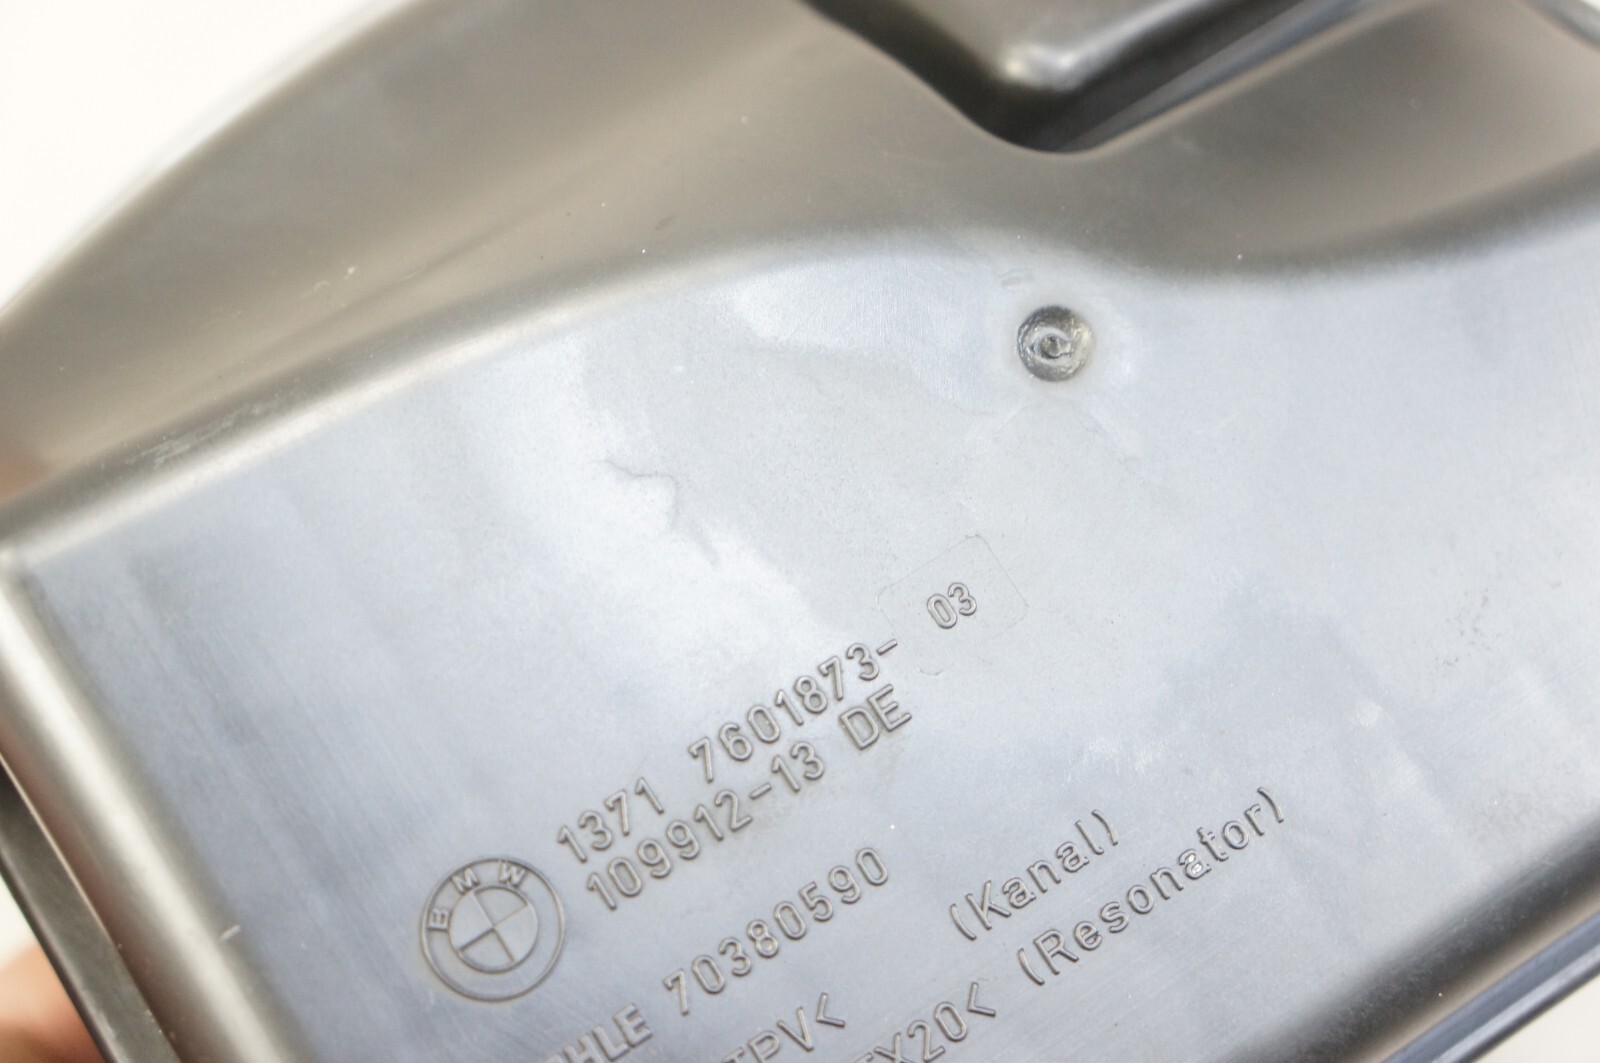 1371 7601873- 03
109912-13 DE
BMW
70380590
(Kanal)
(Resonator)